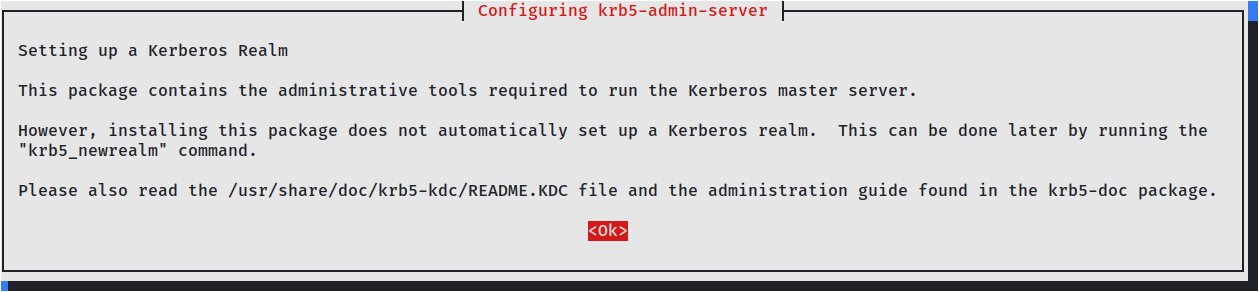 Configuring krb5-admin-server
Setting up a Kerberos Realm
This package contains the administrative tools required to run the Kerberos master server.
However, installing this package does not automatically set up a Kerberos realm.  This can be done later by running the
"krb5_newrealm" command.
Please also read the /usr/share/doc/krb5-kdc/README.KDC file and the administration guide found in the krb5-doc package.
<Ok>